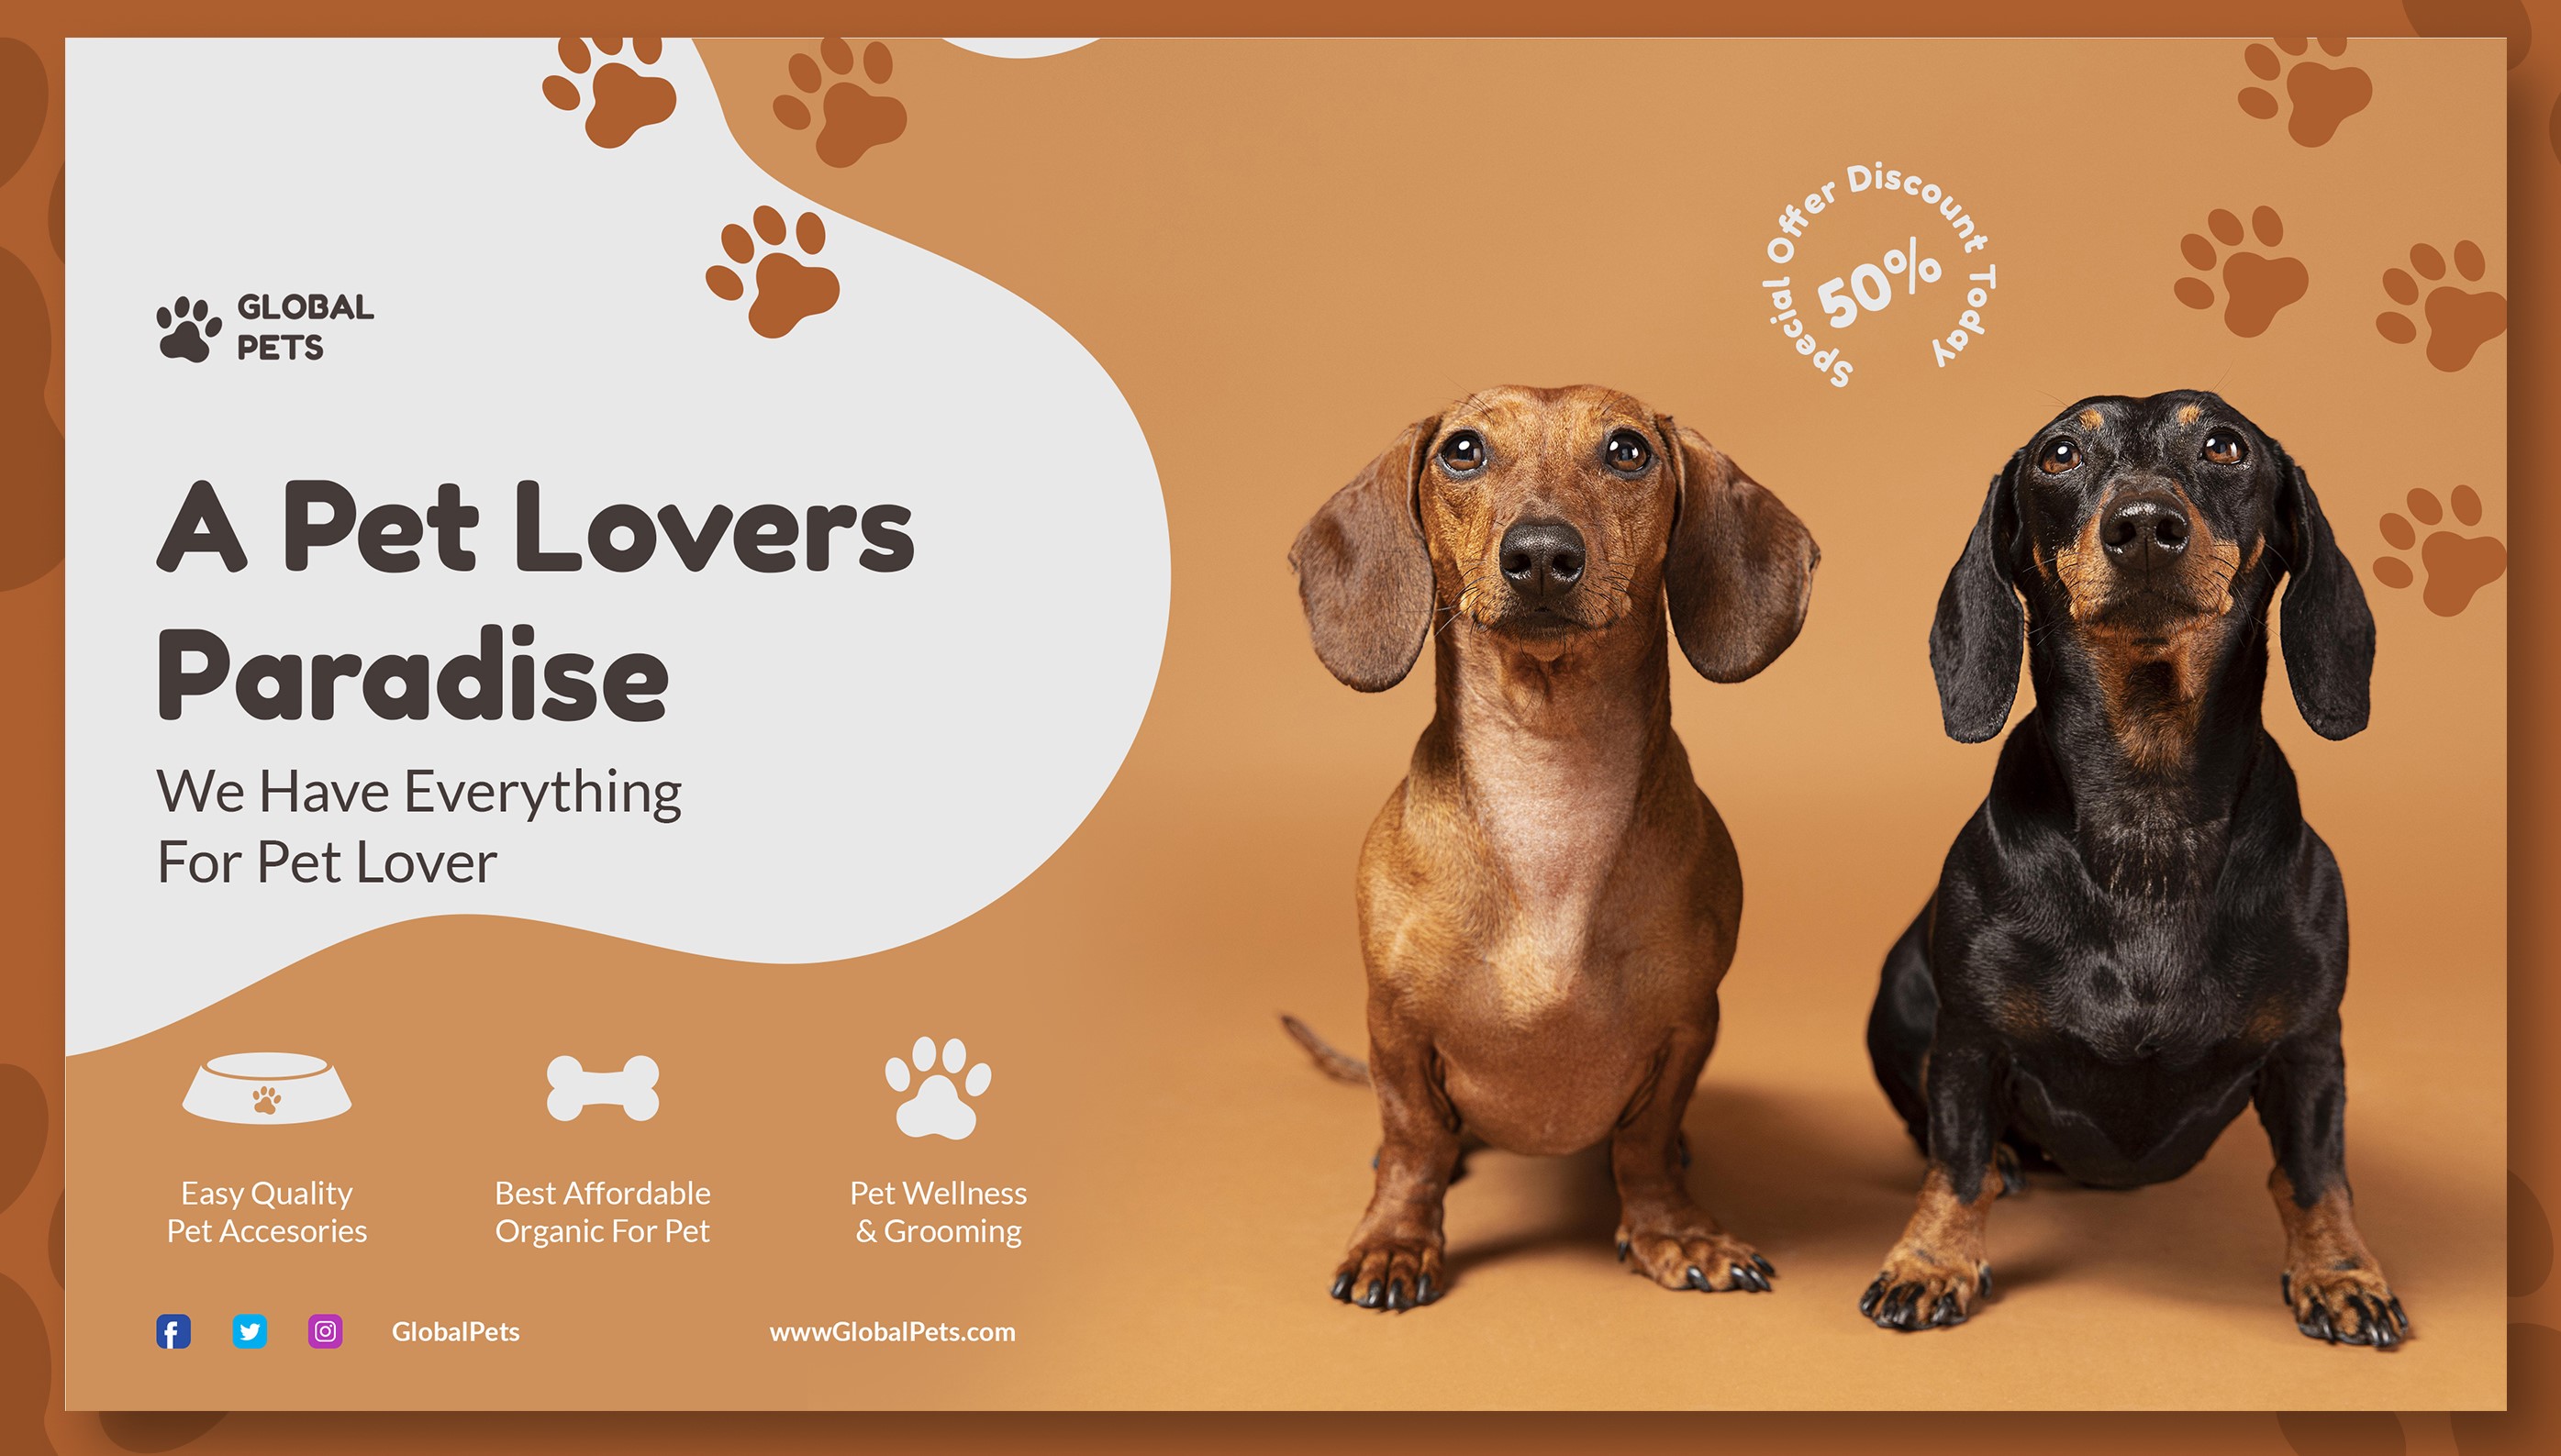 GLOBAL
PETS
A Pet Lovers
Paradise
We Have Everything
For Pet Lover
Special Offer Discount Today
50%
Easy Quality
Pet Accesories
Best Affordable
Organic For Pet
Pet Wellness
& Grooming
GlobalPets
wwwGlobalPets.com